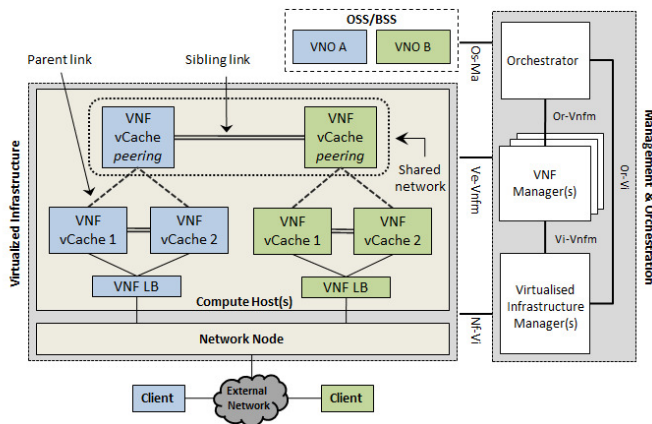 OSS/BSS
VNO A
VNO B
Os-Ma
Orchestrator
Or-Vnfm
VNF
Manager(s)
Vi-Vnfm
Virtualised
Infrastructure
Manager(s)
Or-Vi
Management & Orchestration
Ve-Vnfm
Nf-Vi
Parent link
Sibling link
Virtualized Infrastructure
VNF
vCache
peering
VNF
vCache
peering
Shared
network
VNF
vCache 1
VNF
vCache 2
VNF
vCache 1
VNF
vCache 2
VNF LB
VNF LB
Compute Host(s)
Network Node
Client
External
Network
Client